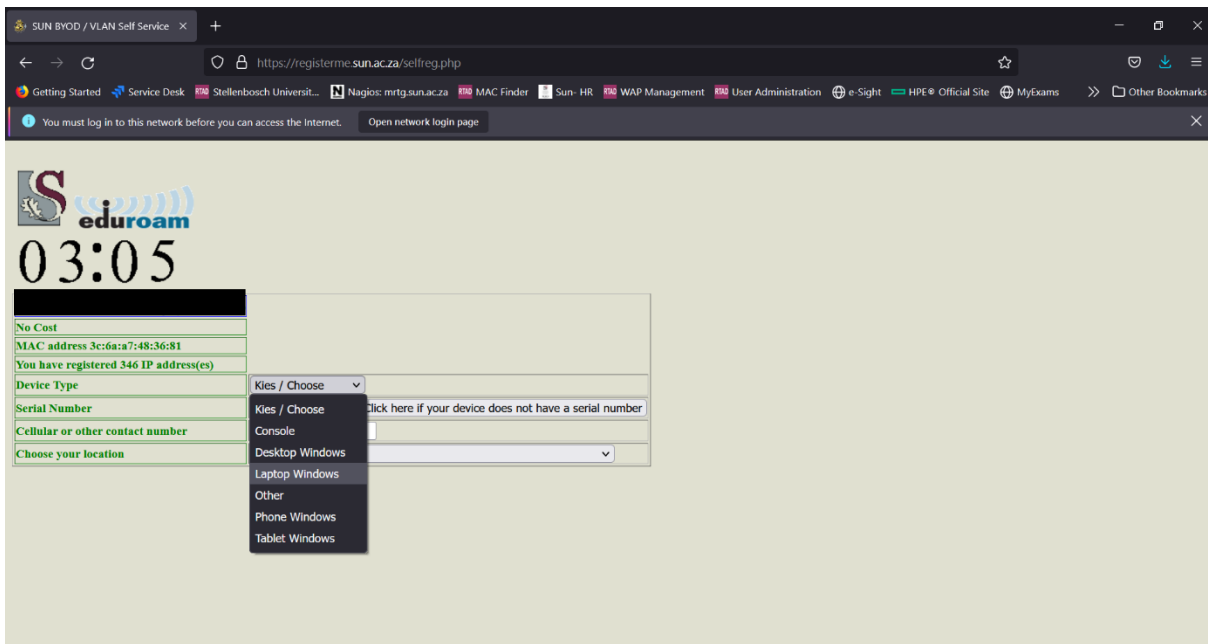 SUN BYOD / VLAN Self Service
https://registerme.sun.ac.za/selfreg.php
Getting Started Service Desk Stellenbosch Universit... Nagios: mrtg.sun.ac.za MAC Finder Sun- HR WAP Management User Administration e-Sight HPE® Official Site MyExams Other Bookmarks
You must log in to this network before you can access the Internet. Open network login page
eduroam
03:05
No Cost
MAC address 3c:6a:a7:48:36:81
You have registered 346 IP address(es)
Device Type Kies / Choose
Serial Number Click here if your device does not have a serial number
Cellular or other contact number
Choose your location
Kies / Choose
Console
Desktop Windows
Laptop Windows
Other
Phone Windows
Tablet Windows